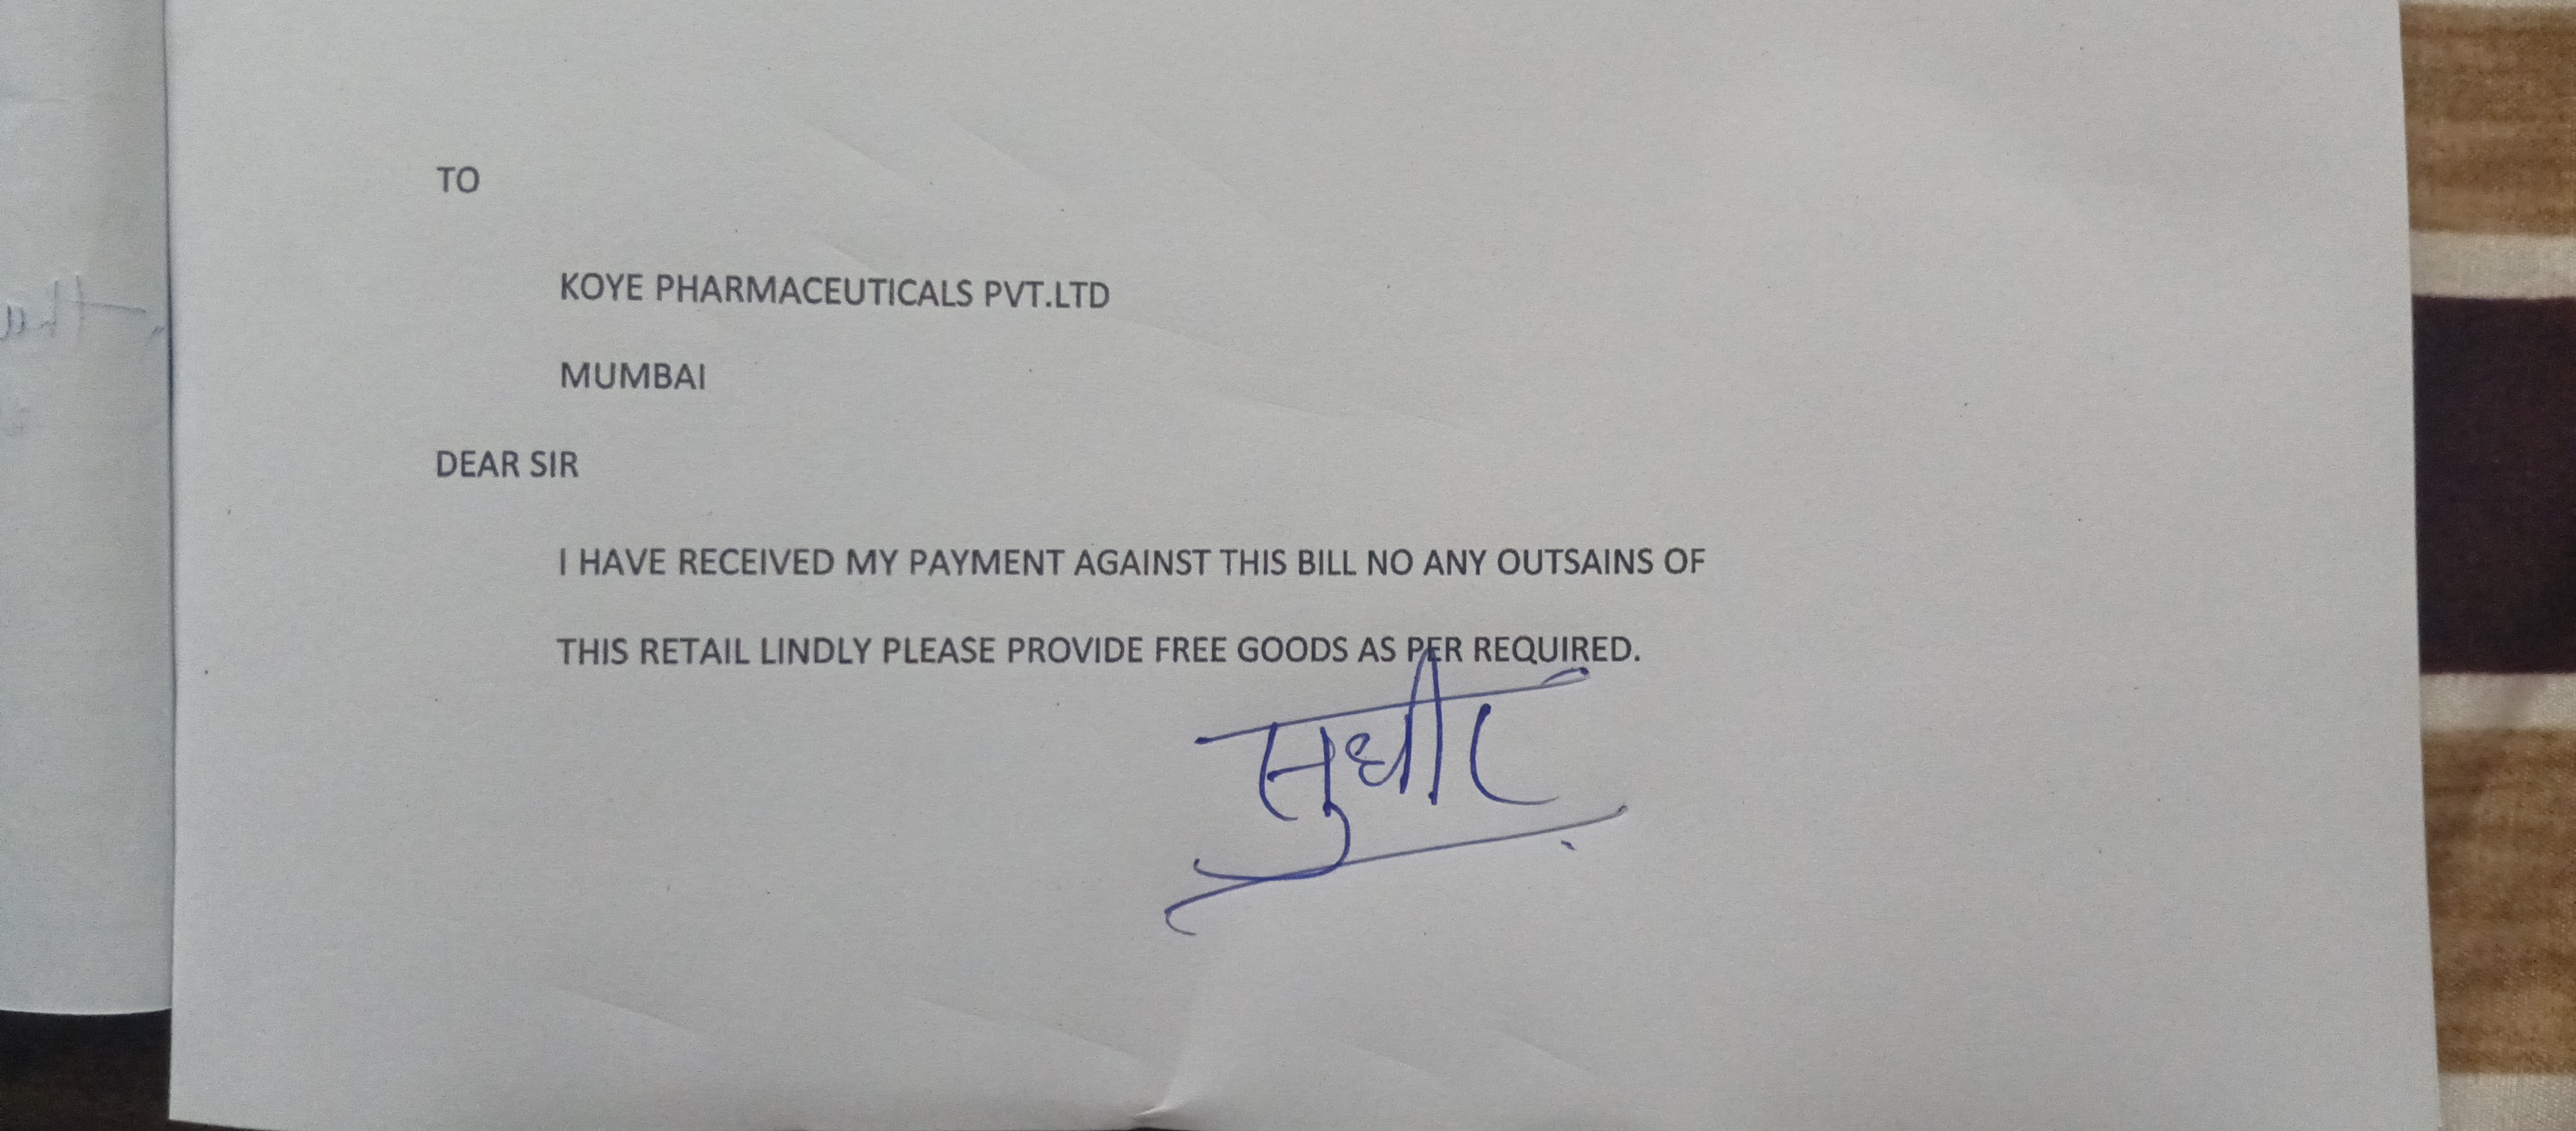 TO
KOYE PHARMACEUTICALS PVT.LTD
MUMBAI
DEAR SIR
I HAVE RECEIVED MY PAYMENT AGAINST THIS BILL NO ANY OUTSAINS OF
THIS RETAIL LINDLY PLEASE PROVIDE FREE GOODS AS PER REQUIRED.
सुधीर